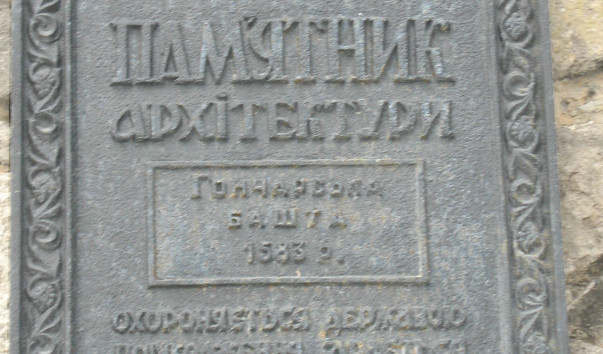 ПАМ'ЯТНИК
АРХІТЕКТУРИ
ГОНЧАРСЬКА
БАШТА
1583 р.
ОХОРОНЯЄТЬСЯ ДЕРЖАВОЮ